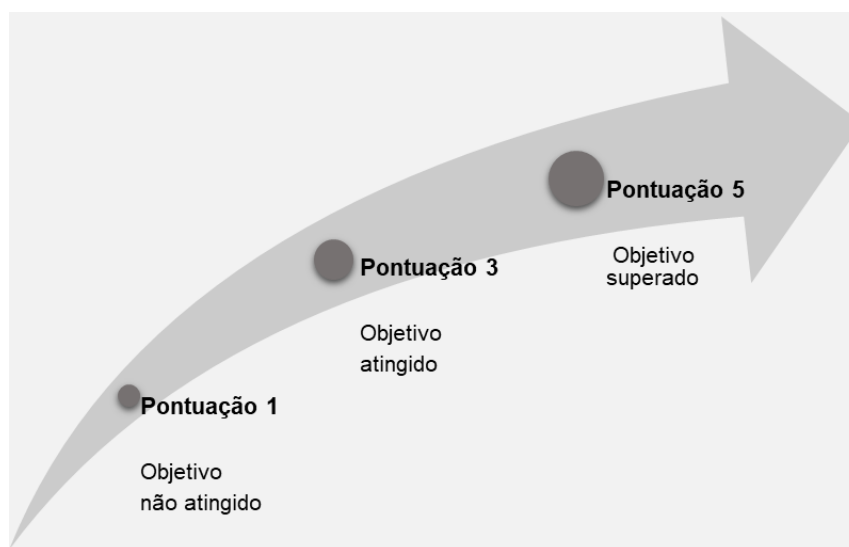 Pontuação 5
Objetivo
superado
Pontuação 3
Objetivo
atingido
Pontuação 1
Objetivo
não atingido